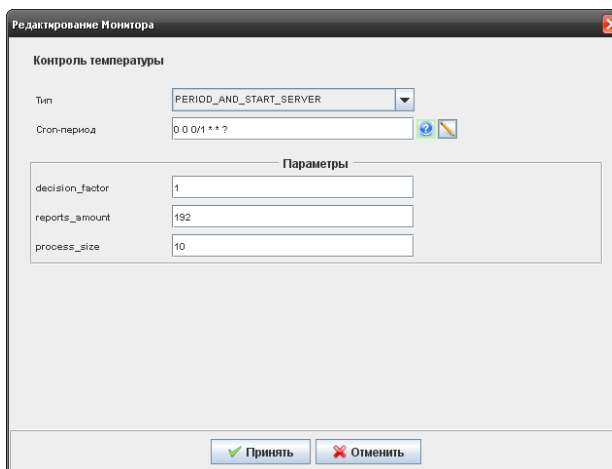 Редактирование Монитора
Контроль температуры
Тип PERIOD_AND_START_SERVER
Cron-период 0 0 0/1 * * ?
Параметры
decision_factor 1
reports_amount 192
process_size 10
Принять Отменить